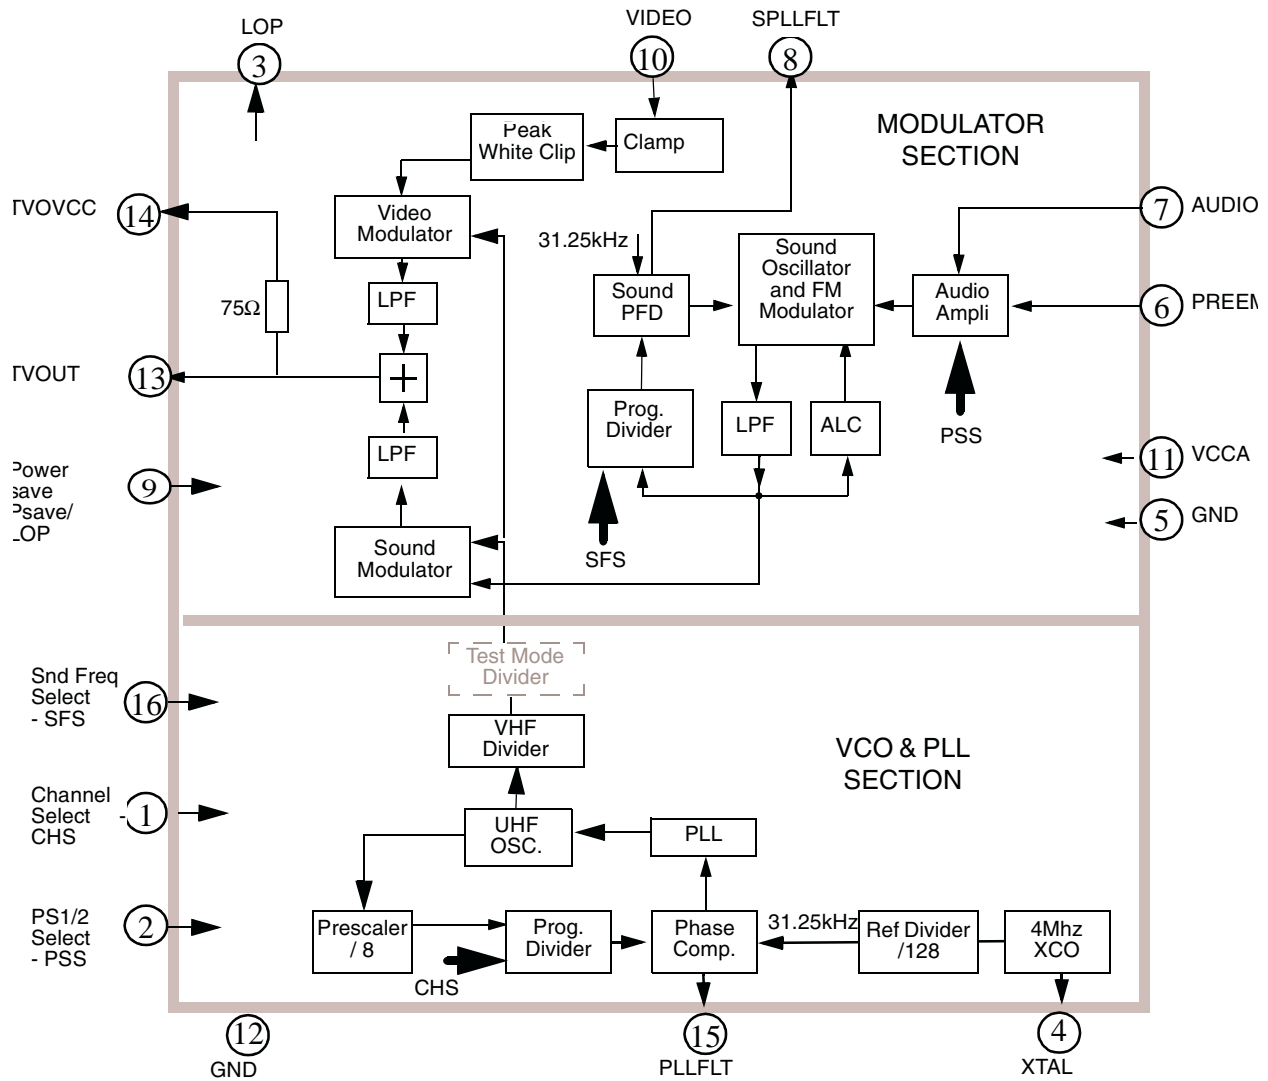 LOP
3
VIDEO
10
SPLLFLT
8
MODULATOR
SECTION
Peak
White Clip
Clamp
TVOVCC
14
Video
Modulator
31.25kHz
Sound
Oscillator
and FM
Modulator
7
AUDIO
75Ω
LPF
Sound
PFD
Audio
Ampli
6
PREEM
TVOUT
13
+
Prog.
Divider
LPF
ALC
PSS
LPF
11
VCCA
Power
save
Psave/
LOP
9
5
GND
Sound
Modulator
SFS
Test Mode
Divider
Snd Freq
Select
- SFS
16
VHF
Divider
VCO & PLL
SECTION
Channel
Select -
CHS
1
UHF
OSC.
PLL
PS1/2
Select
- PSS
2
Prescaler
/ 8
Prog.
Divider
Phase
Comp.
31.25kHz
Ref Divider
/128
4Mhz
XCO
CHS
12
GND
15
PLLFLT
4
XTAL